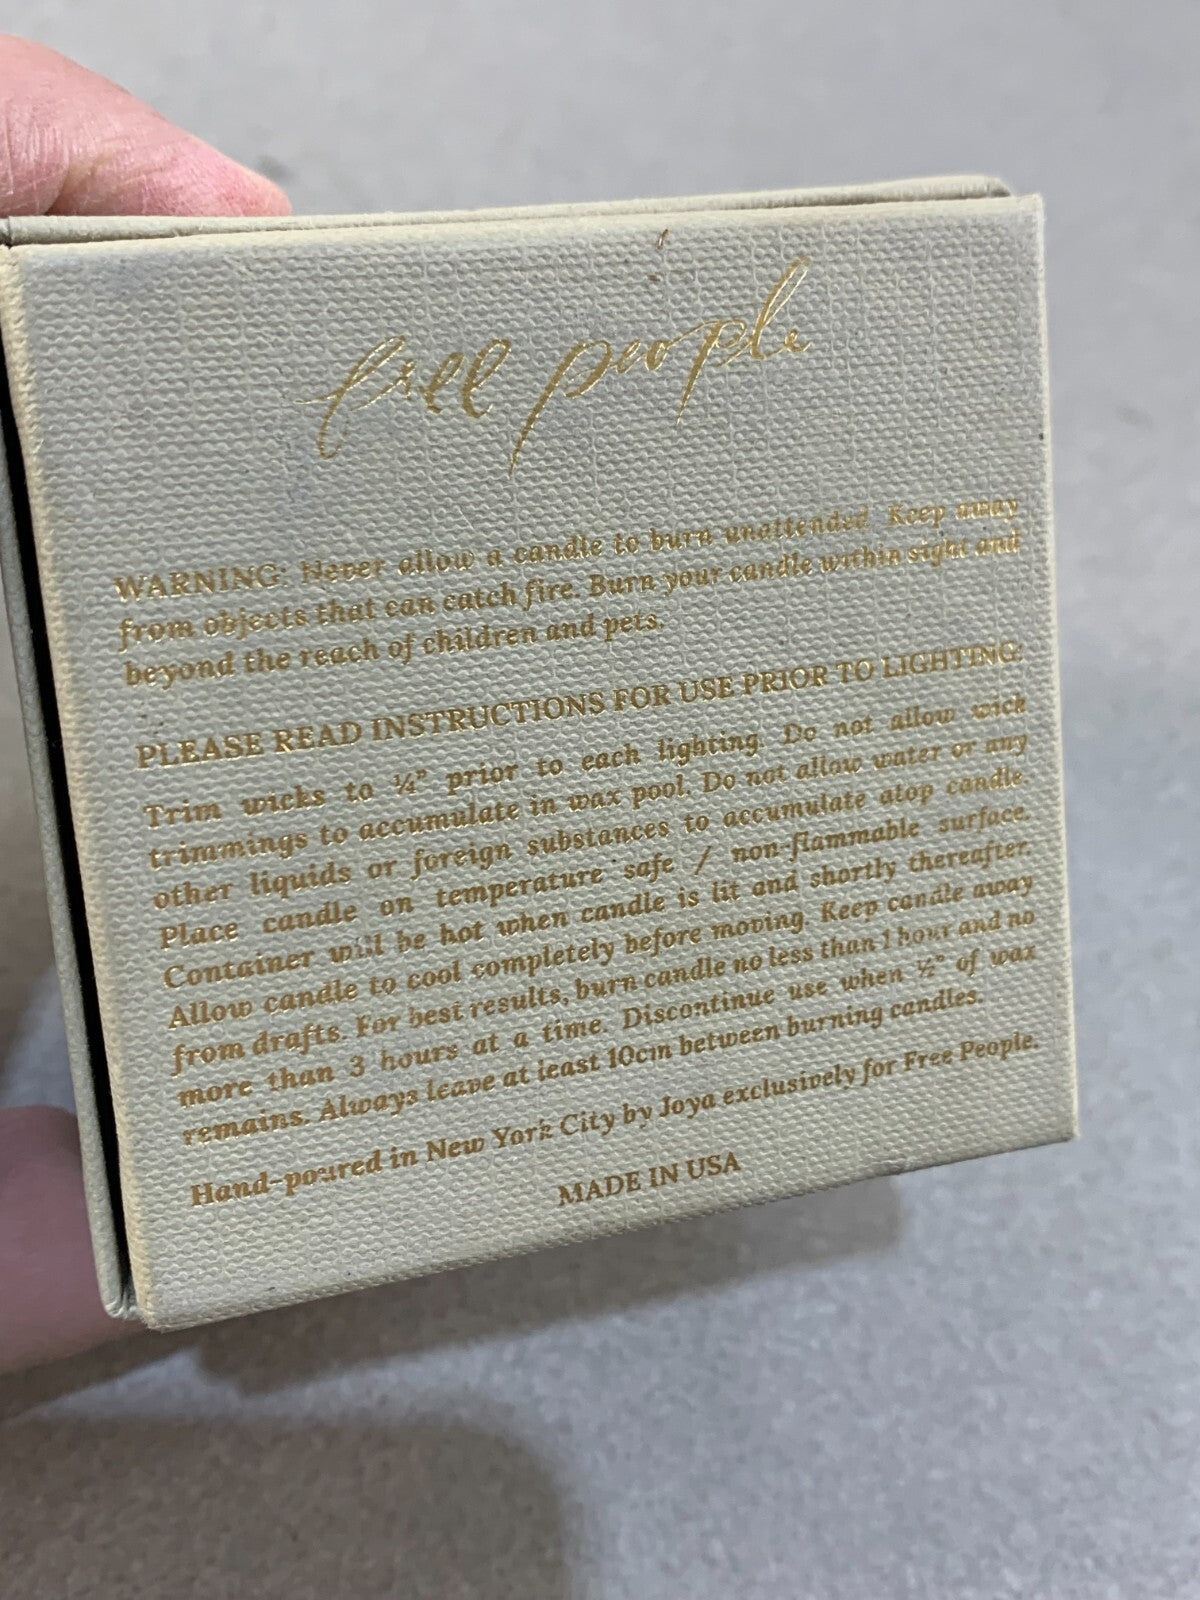 free people
WARNING: Never allow a candle to burn unattended. Keep away
from objects that can catch fire. Burn your candle within sight and
beyond the reach of children and pets.
PLEASE READ INSTRUCTIONS FOR USE PRIOR TO LIGHTING:
Trim wicks to ¼” prior to each lighting. Do not allow wick
trimmings to accumulate in wax pool. Do not allow water or any
other liquids or foreign substances to accumulate atop candle.
Place candle on temperature safe / non-flammable surface.
Container will be hot when candle is lit and shortly thereafter.
Allow candle to cool completely before moving. Keep candle away
from drafts. For best results, burn candle no less than 1 hour and no
more than 3 hours at a time. Discontinue use when ½” of wax
remains. Always leave at least 10cm between burning candles.
Hand-poured in New York City by Joya exclusively for Free People.
MADE IN USA